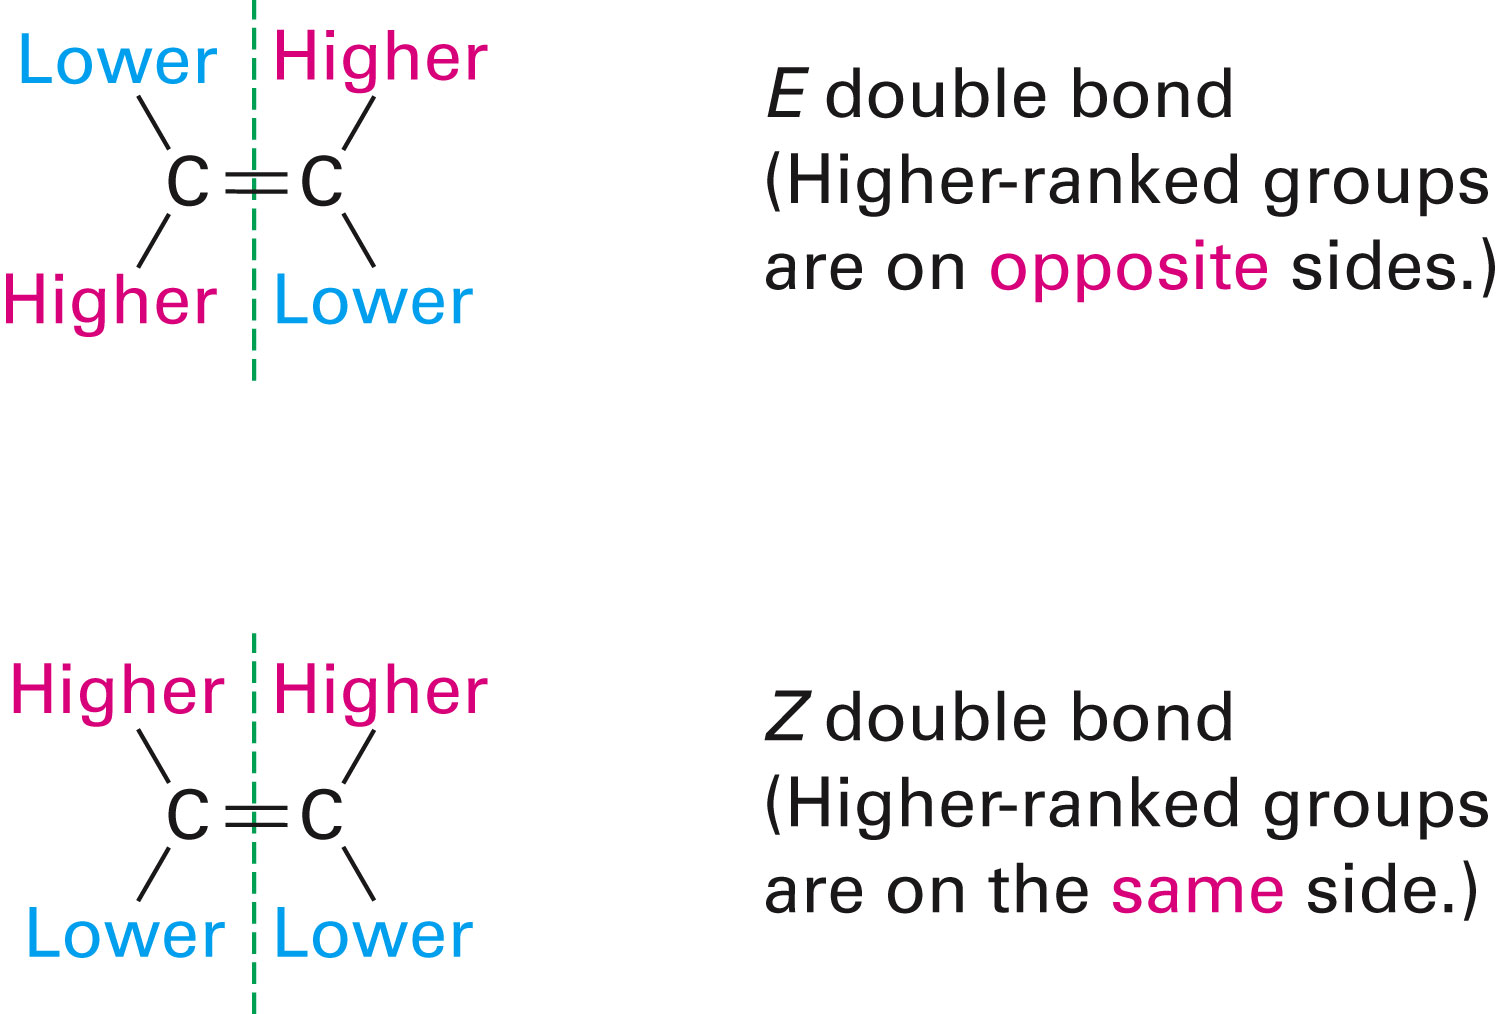 Lower Higher
C=C
Higher Lower
E double bond
(Higher-ranked groups
are on opposite sides.)
Higher Higher
C=C
Lower Lower
Z double bond
(Higher-ranked groups
are on the same side.)